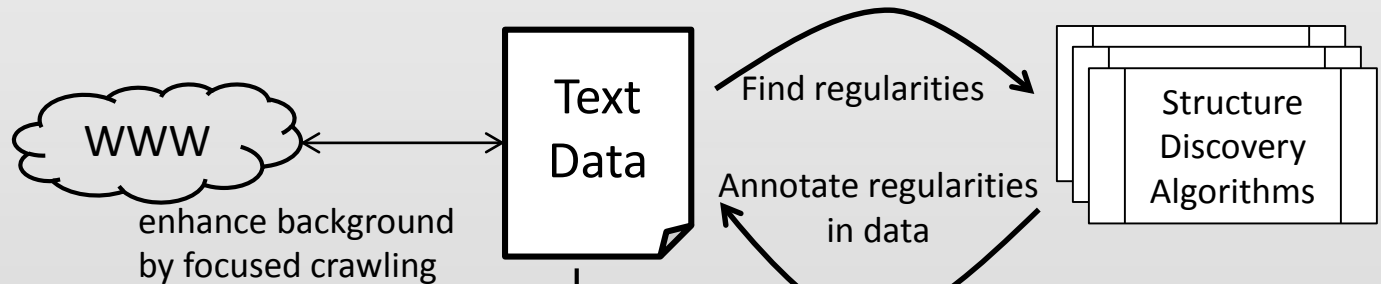 WWW
enhance background
by focused crawling
Text
Data
Find regularities
Annotate regularities
in data
Structure
Discovery
Algorithms